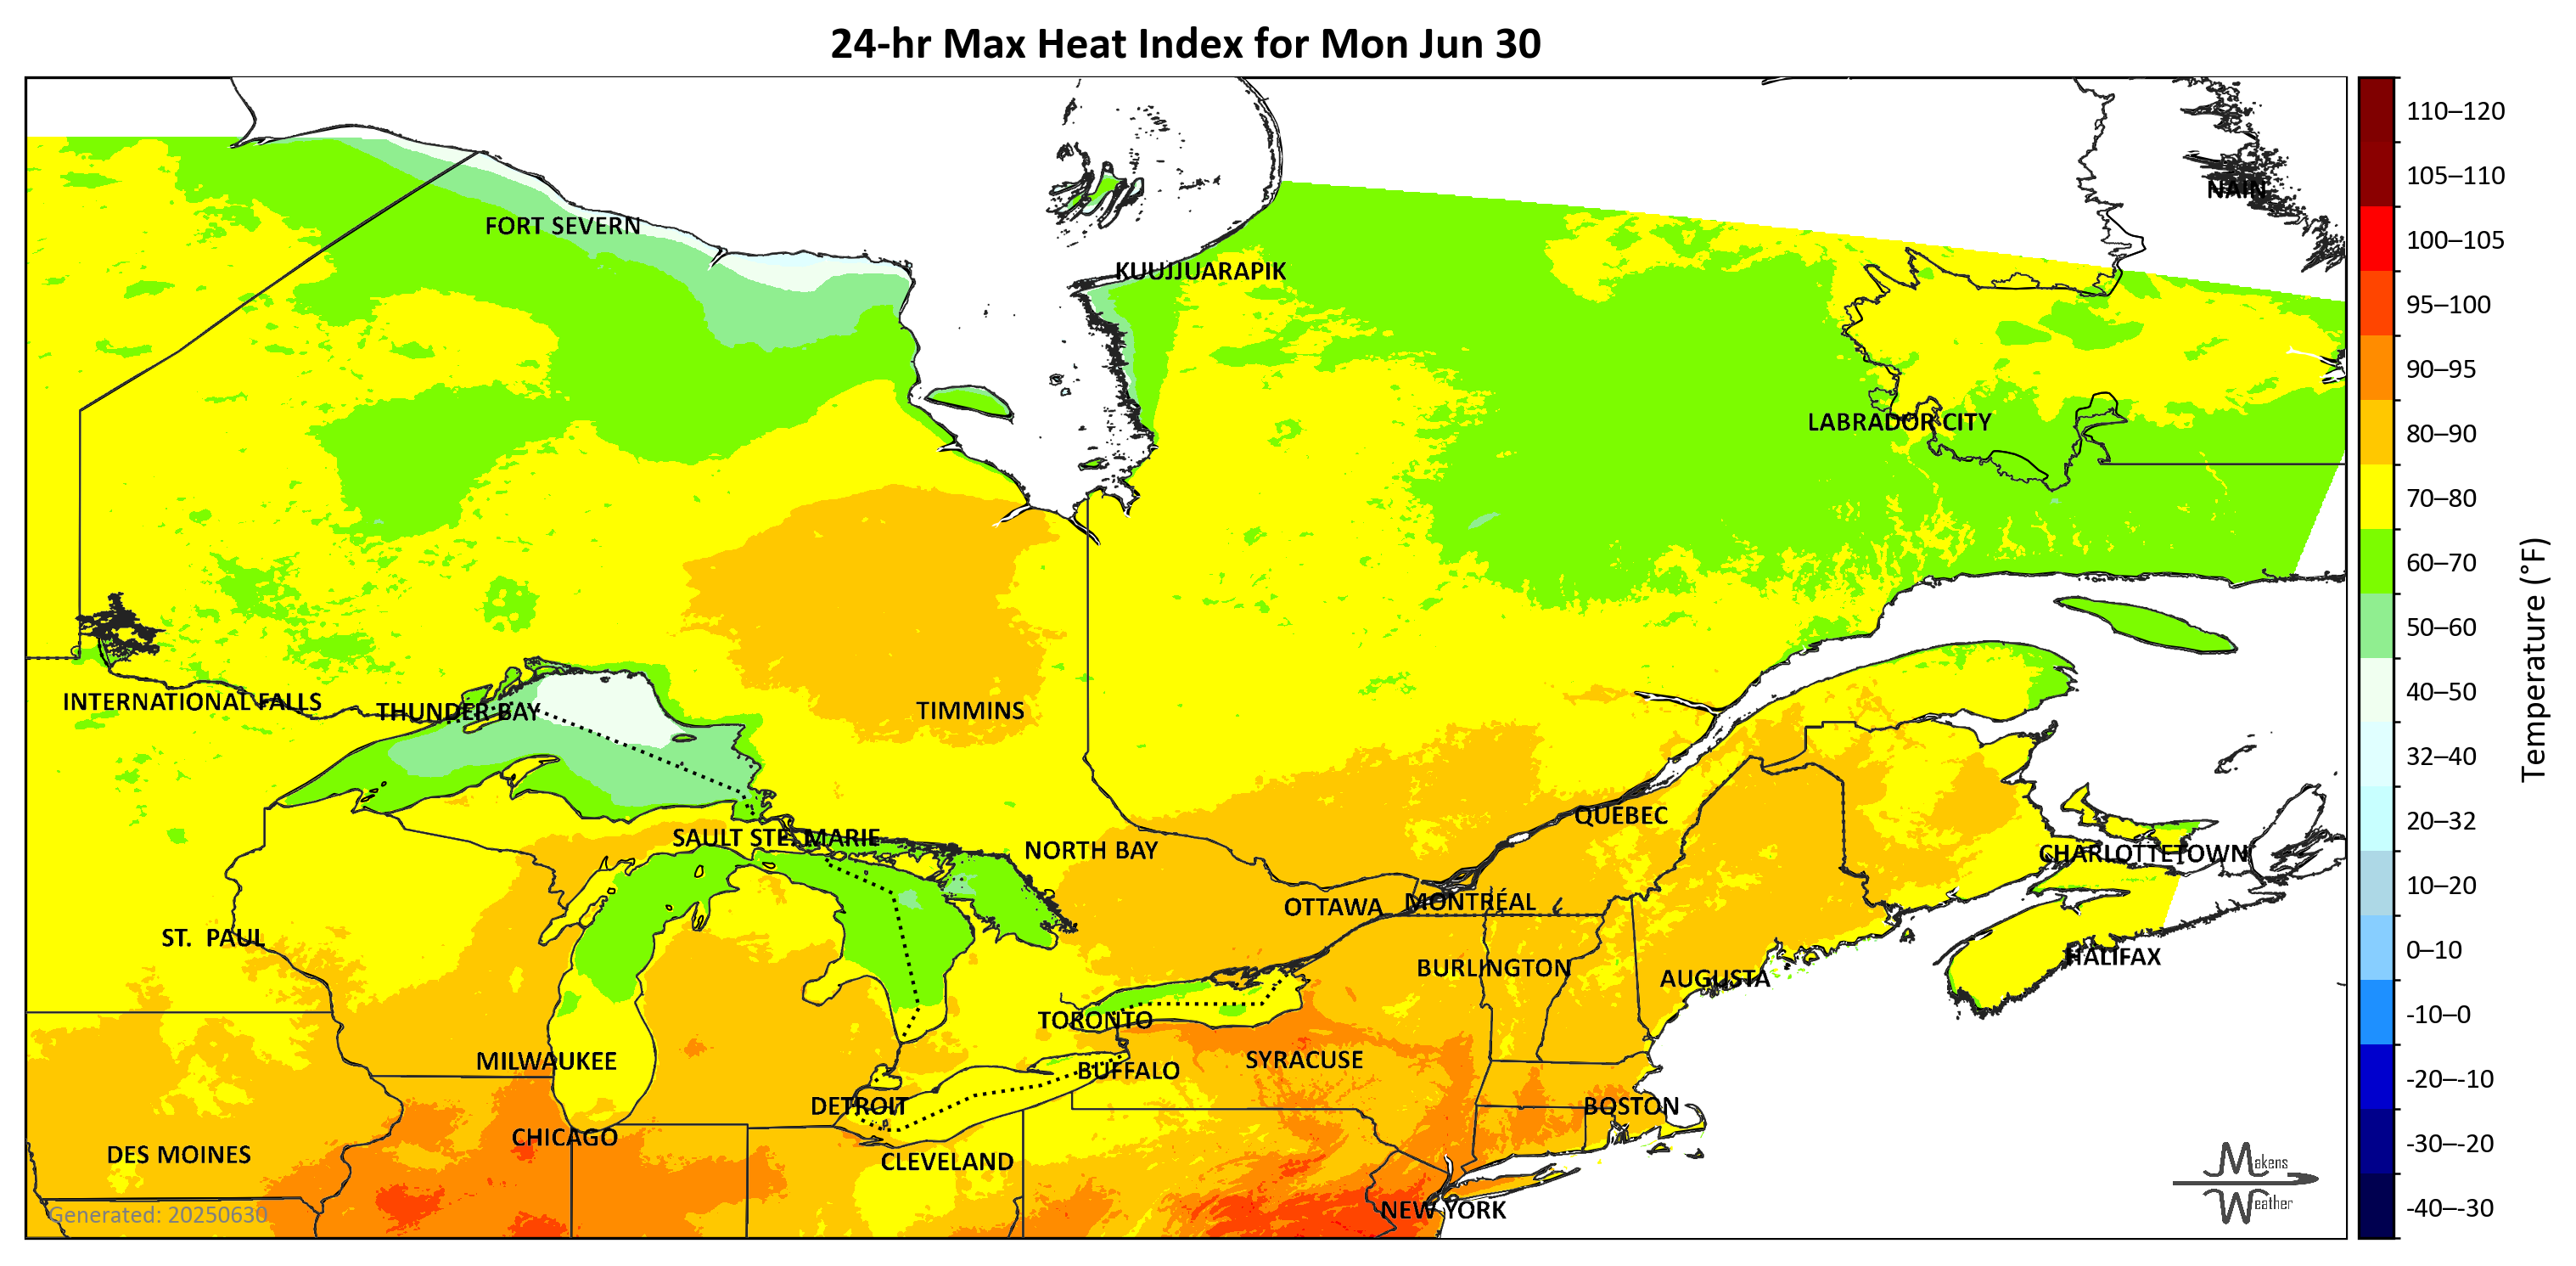 24-hr Max Heat Index for Mon Jun 30
NAIN
FORT SEVERN
KUUJJUARAPIK
LABRADOR CITY
INTERNATIONAL FALLS
THUNDER BAY
TIMMINS
SAULT STE. MARIE
NORTH BAY
QUÉBEC
CHARLOTTETOWN
OTTAWA
MONTRÉAL
ST. PAUL
HALIFAX
BURLINGTON
AUGUSTA
TORONTO
MILWAUKEE
SYRACUSE
BUFFALO
DETROIT
BOSTON
CHICAGO
DES MOINES
CLEVELAND
NEW YORK
Generated: 20250630
Makens
Weather
110–120
105–110
100–105
95–100
90–95
80–90
70–80
60–70
50–60
40–50
32–40
20–32
10–20
0–10
-10–0
-20–-10
-30–-20
-40–-30
Temperature (°F)